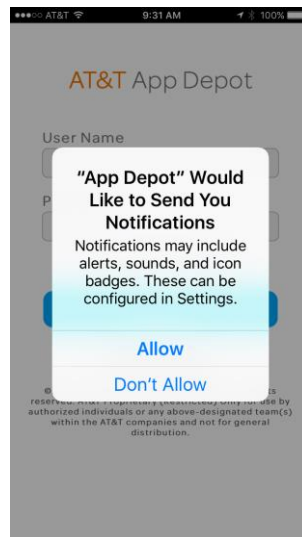 AT&T 9:31 AM 100%
AT&T App Depot
User Name
P
“App Depot” Would
Like to Send You
Notifications
Notifications may include
alerts, sounds, and icon
badges. These can be
configured in Settings.
Allow
Don’t Allow
©
reserved. AT&T Proprietary (Restricted) Only for use by
authorized individuals or any above-designated team(s)
within the AT&T companies and not for general
distribution.